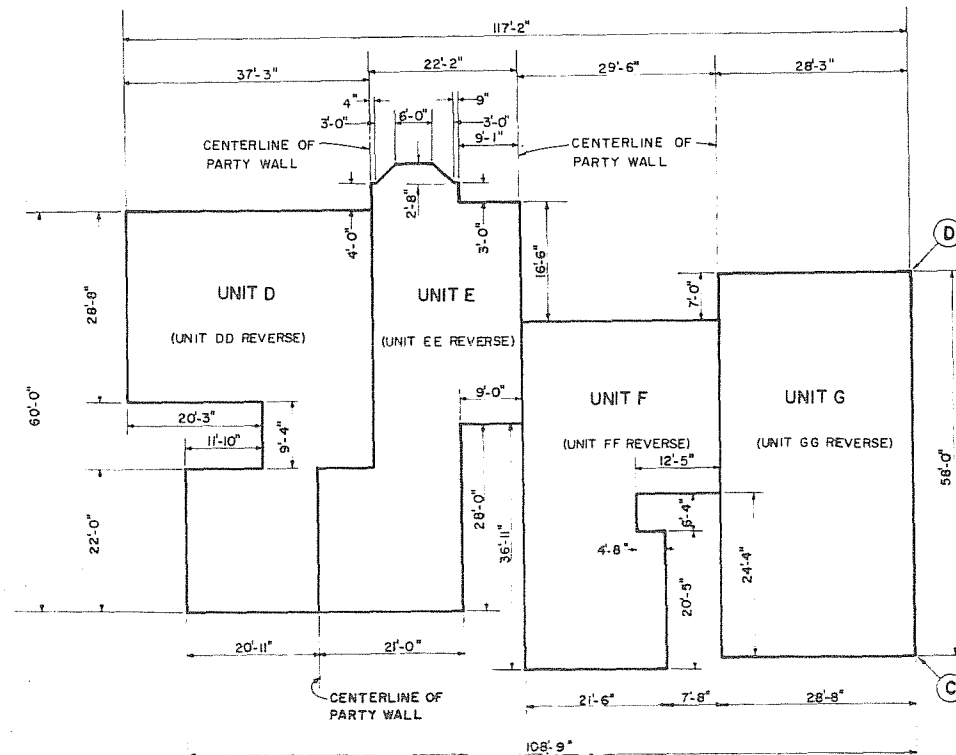 117'-2"
37'-3"
22'-2"
29'-6"
28'-3"
4"
6'-0"
9"
3'-0"
3'-0"
9'-1"
CENTERLINE OF
PARTY WALL
CENTERLINE OF
PARTY WALL
2'-8"
4'-0"
3'-0"
16'-6"
7'-0"
D
28'-8"
60'-0"
UNIT D
(UNIT DD REVERSE)
UNIT E
(UNIT EE REVERSE)
UNIT F
(UNIT FF REVERSE)
UNIT G
(UNIT GG REVERSE)
20'-3"
11'-10"
9'-4"
9'-0"
12'-5"
58'-0"
22'-0"
28'-0"
36'-11"
6'-4"
4'-8"
24'-4"
20'-5"
20'-11"
21'-0"
CENTERLINE OF
PARTY WALL
21'-6"
7'-8"
28'-8"
C
108'-9"